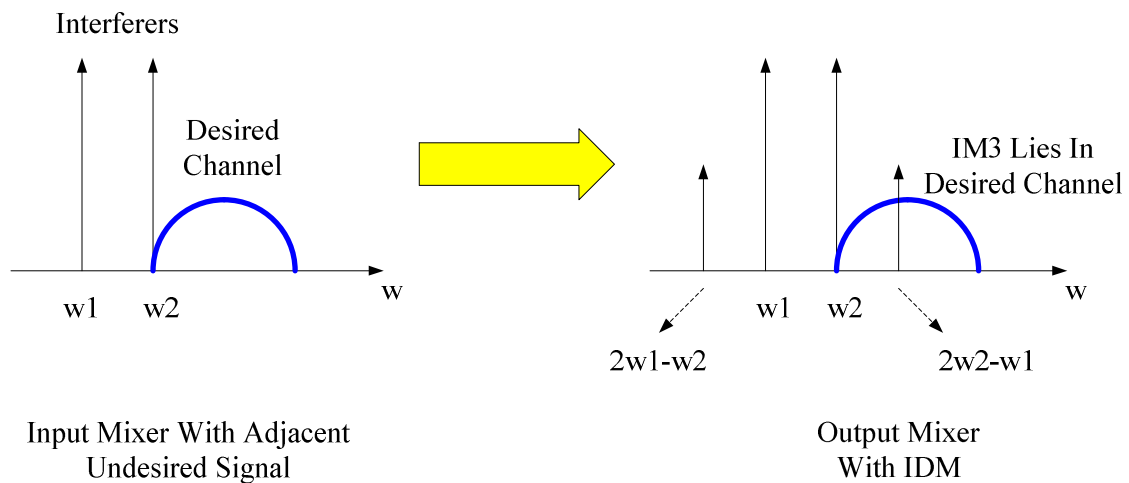 Interferers
Desired
Channel
w1
w2
w
Input Mixer With Adjacent
Undesired Signal
IM3 Lies In
Desired Channel
w1
w2
w
2w1-w2
2w2-w1
Output Mixer
With IDM